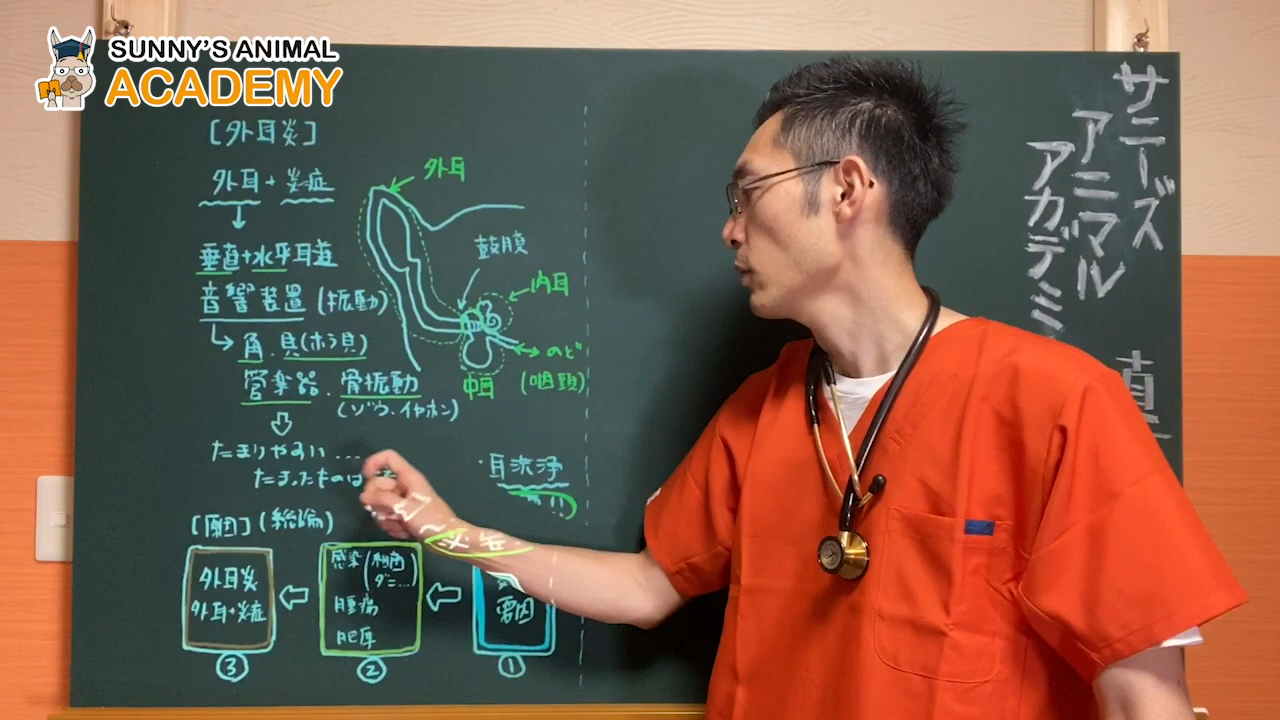 SUNNY'S ANIMAL
ACADEMY
[外耳炎]
外耳+炎症
垂直+水平耳道
音響装置(振動)
角.貝(ホラ貝)
管楽器.骨振動
(ゾウ.イヤホン)
たまりやすい...
たまったものは
外耳
鼓膜
内耳
のど
(咽頭)
中耳
・耳洗浄
[原因](総論)
外耳炎
外耳+炎症
③
感染(細菌
ダニ...)
腫瘍
肥厚
②
要因
①
サニーズ
アニマル
アカデミ